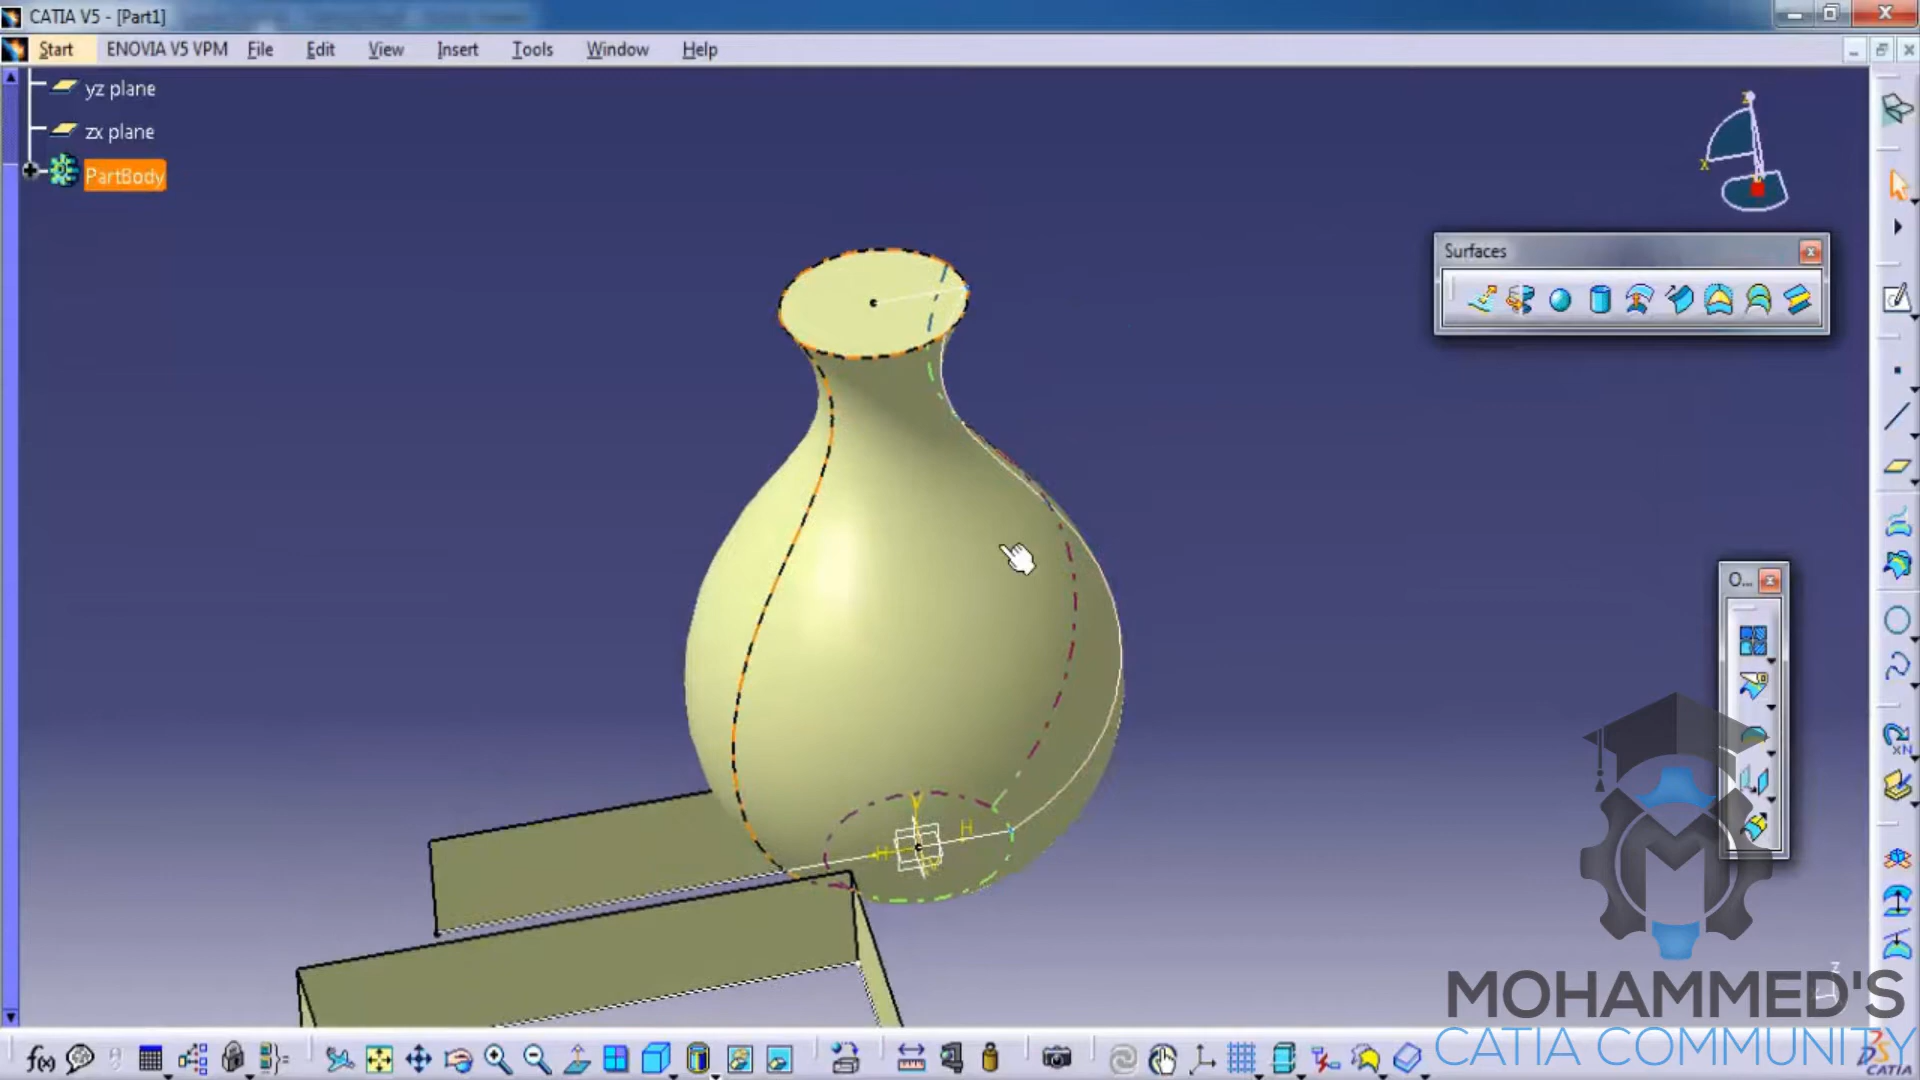 CATIA V5 - [Part1]
Start ENOVIA V5 VPM File Edit View Insert Tools Window Help
yz plane
zx plane
PartBody
z
x
Surfaces
O...
H
H
Z
MOHAMMED'S
CATIA COMMUNITY
f(x)
CATIA